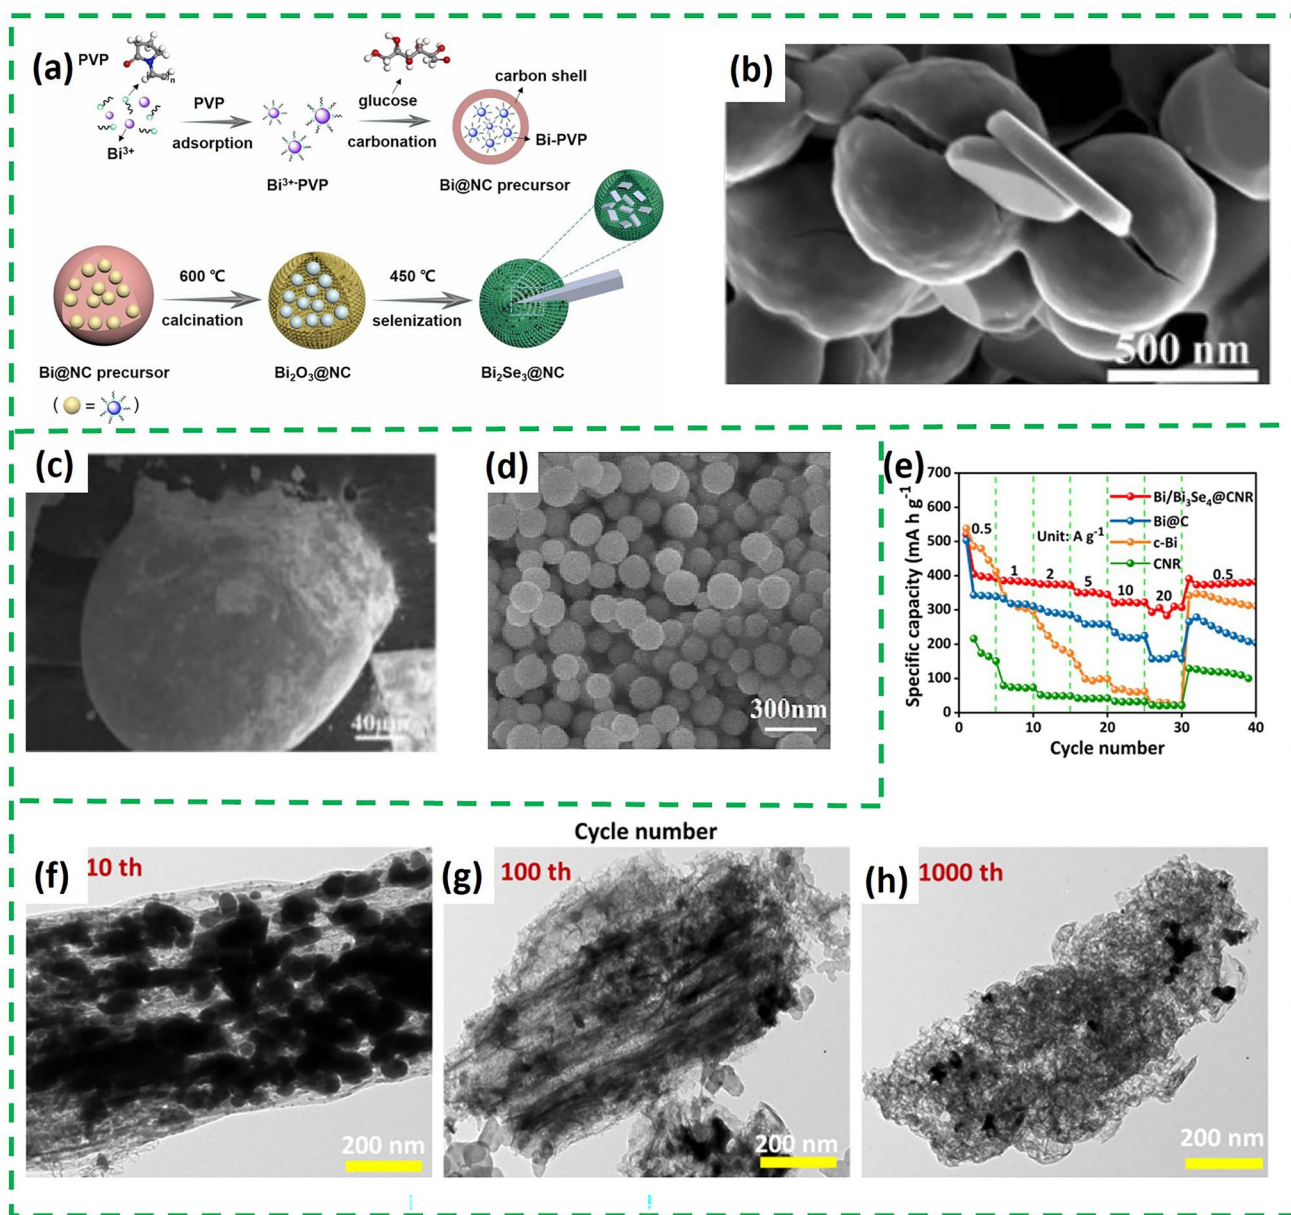 (a)
PVP
n
Bi3+
PVP
adsorption
Bi3+-PVP
glucose
carbonation
carbon shell
Bi-PVP
Bi@NC precursor
600 ℃
calcination
450 ℃
selenization
Bi@NC precursor
Bi2O3@NC
Bi2Se3@NC
( = )
(b)
500 nm
(c)
40μm
(d)
300nm
(e)
Specific capacity (mA h g-1)
700
600
500
400
300
200
100
0
0 10 20 30 40
Cycle number
Bi/Bi3Se4@CNR
Bi@C
c-Bi
CNR
Unit: A g-1
0.5
1
2
5
10
20
0.5
Cycle number
(f)
10 th
200 nm
(g)
100 th
200 nm
(h)
1000 th
200 nm